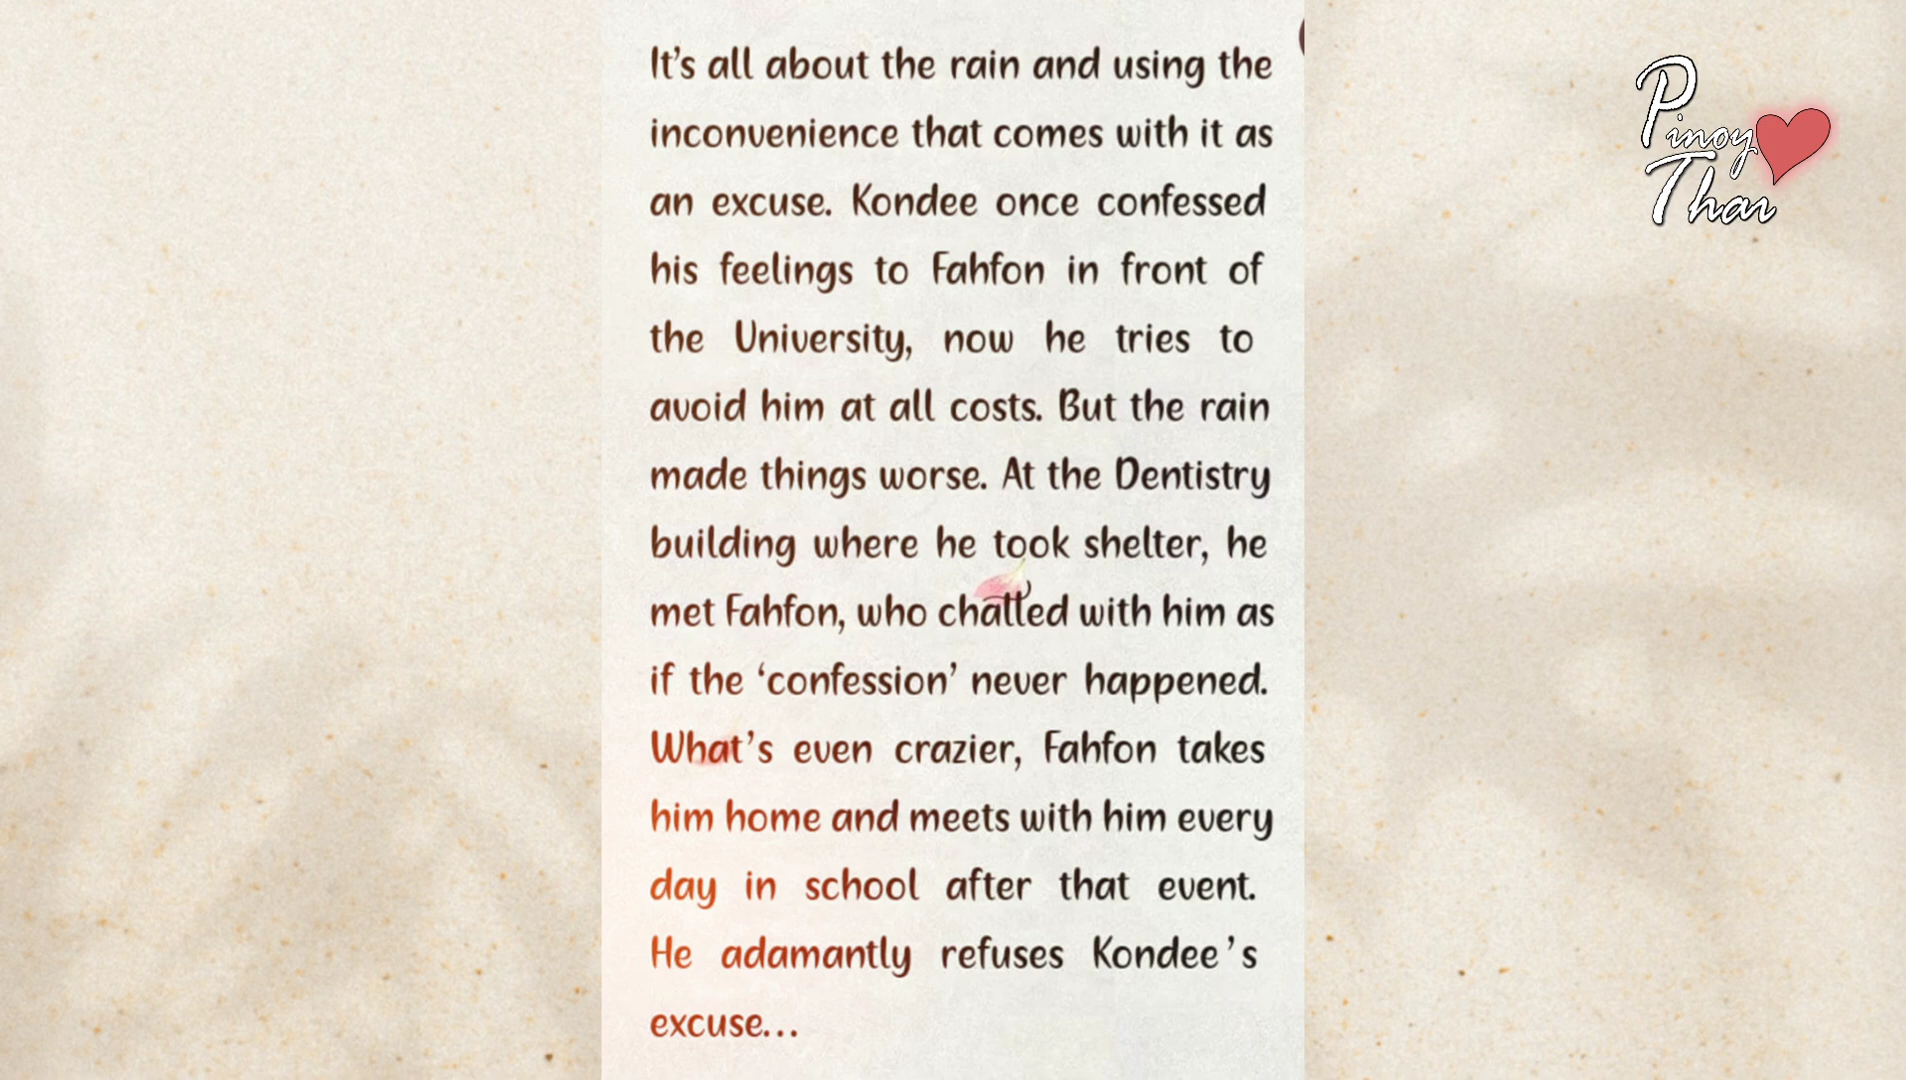 It's all about the rain and using the
inconvenience that comes with it as
an excuse. Kondee once confessed
his feelings to Fahfon in front of
the University, now he tries to
avoid him at all costs. But the rain
made things worse. At the Dentistry
building where he took shelter, he
met Fahfon, who chatted with him as
if the ‘confession’ never happened.
What's even crazier, Fahfon takes
him home and meets with him every
day in school after that event.
He adamantly refuses Kondee's
excuse...
Pinoy
Thai